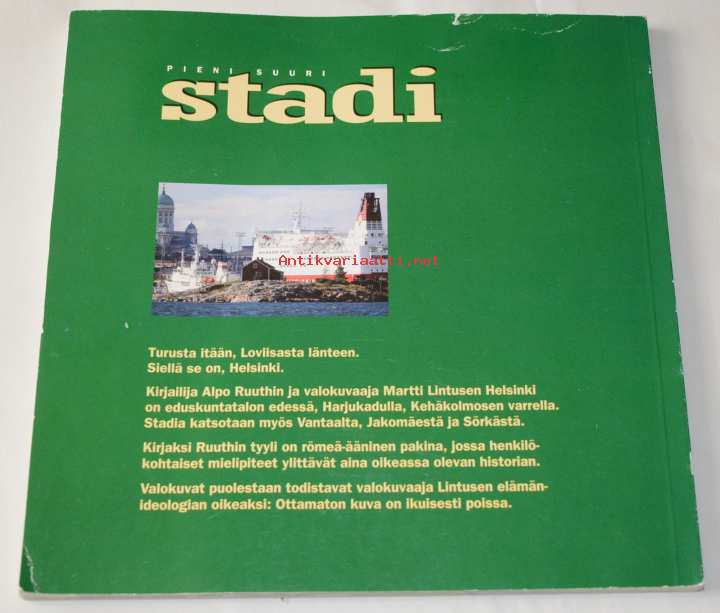 PIENI SUURI
stadi
Antikvariaatti.net
Turusta itään, Loviisasta länteen.
Siellä se on, Helsinki.
Kirjailija Alpo Ruuthin ja valokuvaaja Martti Lintusen Helsinki
on eduskuntatalon edessä, Harjukadulla, Kehäkolmosen varrella.
Stadia katsotaan myös Vantaalta, Jakomäestä ja Sörkästä.
Kirjaksi Ruuthin tyyli on römeä-ääninen pakina, jossa henkilö-
kohtaiset mielipiteet ylittävät aina oikeassa olevan historian.
Valokuvat puolestaan todistavat valokuvaaja Lintusen elämän-
ideologian oikeaksi: Ottamaton kuva on ikuisesti poissa.